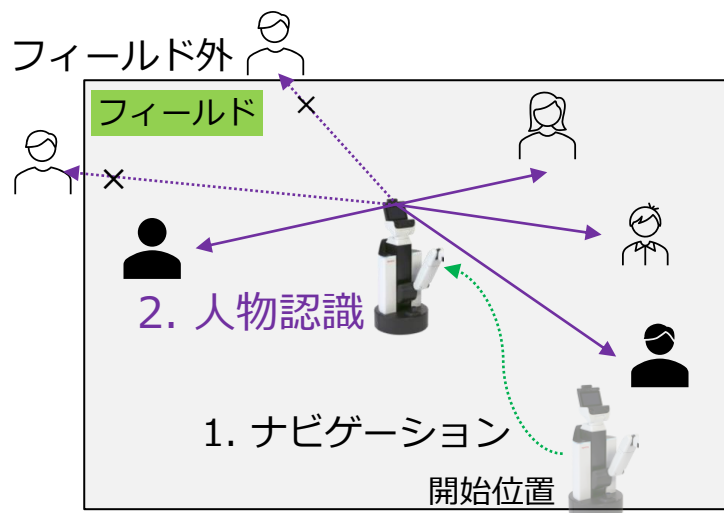 フィールド外
フィールド
2. 人物認識
1. ナビゲーション
開始位置